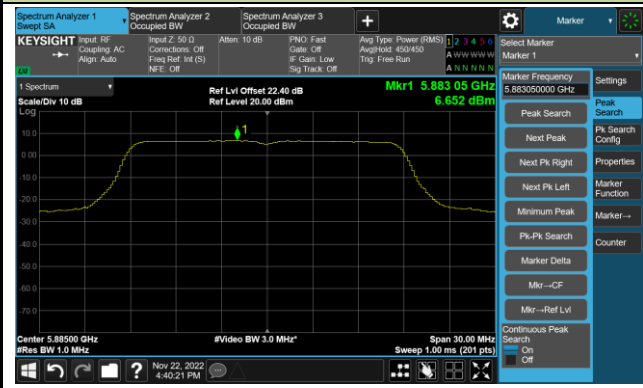 Spectrum Analyzer 1
Swept SA
Spectrum Analyzer 2
Occupied BW
Spectrum Analyzer 3
Occupied BW
Marker
KEYSIGHT
Input: RF
Coupling: AC
Align: Auto
Input Z: 50 Ω
Corrections: Off
Freq Ref: Int (S)
NFE: Off
Atten: 10 dB
PNO: Fast
Gate: Off
IF Gain: Low
Sig Track: Off
Avg Type: Power (RMS)
Avg|Hold: 450/450
Trig: Free Run
1 2 3 4 5 6
A W W W W W
A N N N N N
LXI
Select Marker
Marker 1
1 Spectrum
Scale/Div 10 dB
Log
Ref Lvl Offset 22.40 dB
Ref Level 20.00 dBm
Mkr1 5.883 05 GHz
6.652 dBm
1
10.0
0.00
-10.0
-20.0
-30.0
-40.0
-50.0
-60.0
-70.0
Center 5.88500 GHz
#Res BW 1.0 MHz
#Video BW 3.0 MHz*
Span 30.00 MHz
Sweep 1.00 ms (201 pts)
Marker Frequency
5.883050000 GHz
Peak Search
Next Peak
Next Pk Right
Next Pk Left
Minimum Peak
Pk-Pk Search
Marker Delta
Mkr→CF
Mkr→Ref Lvl
Continuous Peak
Search
On
Off
Settings
Peak
Search
Pk Search
Config
Properties
Marker
Function
Marker→
Counter
Nov 22, 2022
4:40:21 PM